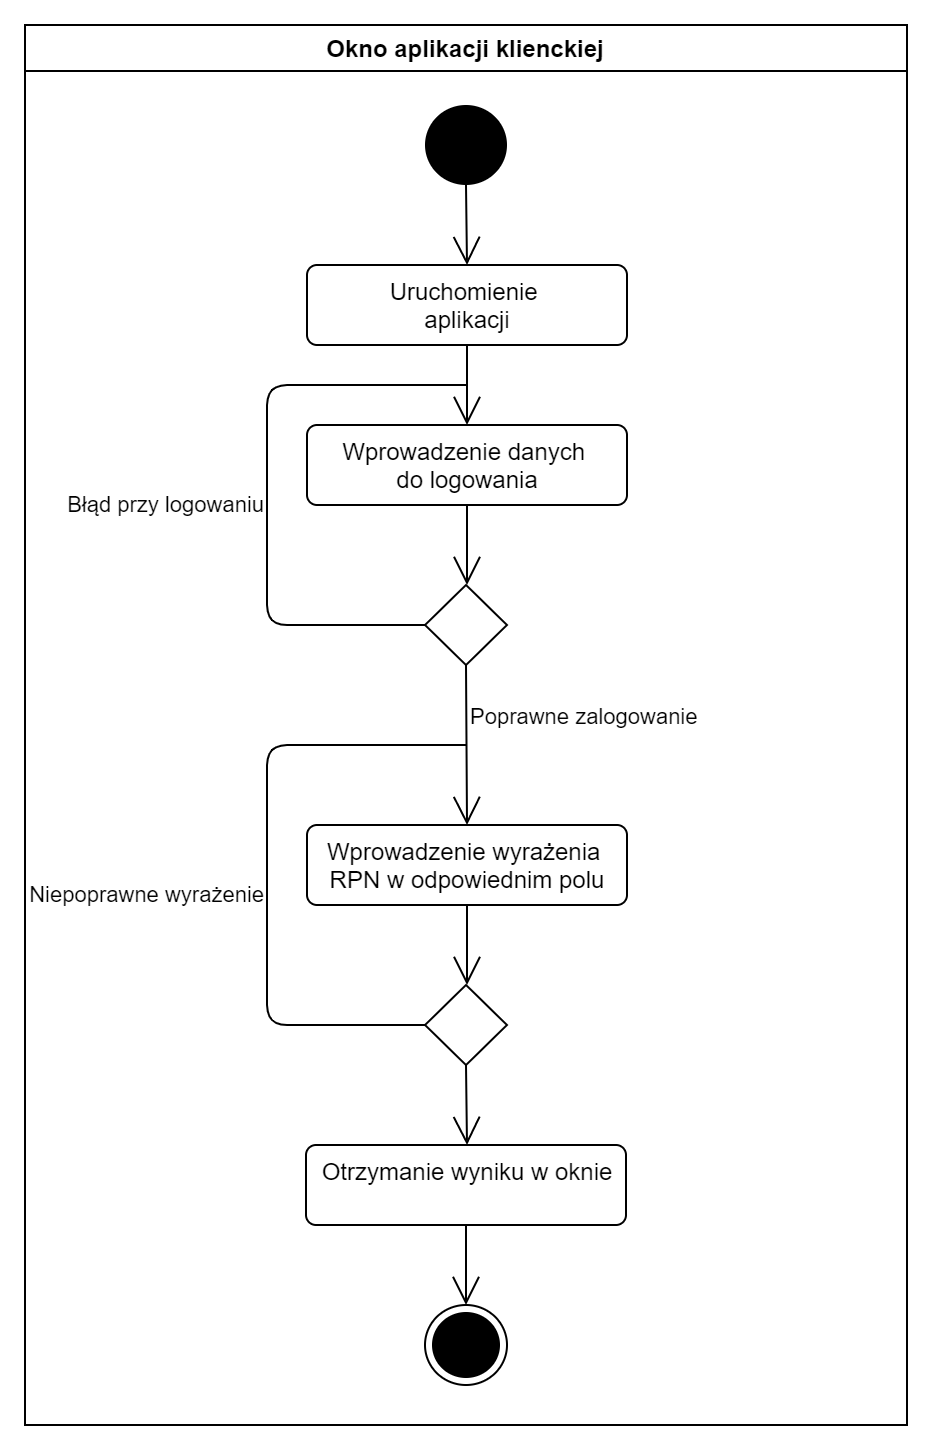 Okno aplikacji klienckiej
Uruchomienie
aplikacji
Wprowadzenie danych
do logowania
Błąd przy logowaniu
Poprawne zalogowanie
Wprowadzenie wyrażenia
RPN w odpowiednim polu
Niepoprawne wyrażenie
Otrzymanie wyniku w oknie